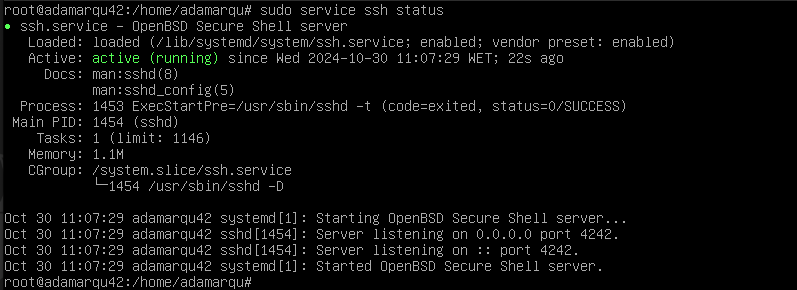 root@adamarqu42:/home/adamarqu# sudo service ssh status
● ssh.service - OpenBSD Secure Shell server
     Loaded: loaded (/lib/systemd/system/ssh.service; enabled; vendor preset: enabled)
     Active: active (running) since Wed 2024-10-30 11:07:29 WET; 22s ago
       Docs: man:sshd(8)
             man:sshd_config(5)
    Process: 1453 ExecStartPre=/usr/sbin/sshd -t (code=exited, status=0/SUCCESS)
   Main PID: 1454 (sshd)
      Tasks: 1 (limit: 1146)
     Memory: 1.1M
     CGroup: /system.slice/ssh.service
             └─1454 /usr/sbin/sshd -D
Oct 30 11:07:29 adamarqu42 systemd[1]: Starting OpenBSD Secure Shell server...
Oct 30 11:07:29 adamarqu42 sshd[1454]: Server listening on 0.0.0.0 port 4242.
Oct 30 11:07:29 adamarqu42 sshd[1454]: Server listening on :: port 4242.
Oct 30 11:07:29 adamarqu42 systemd[1]: Started OpenBSD Secure Shell server.
root@adamarqu42:/home/adamarqu#